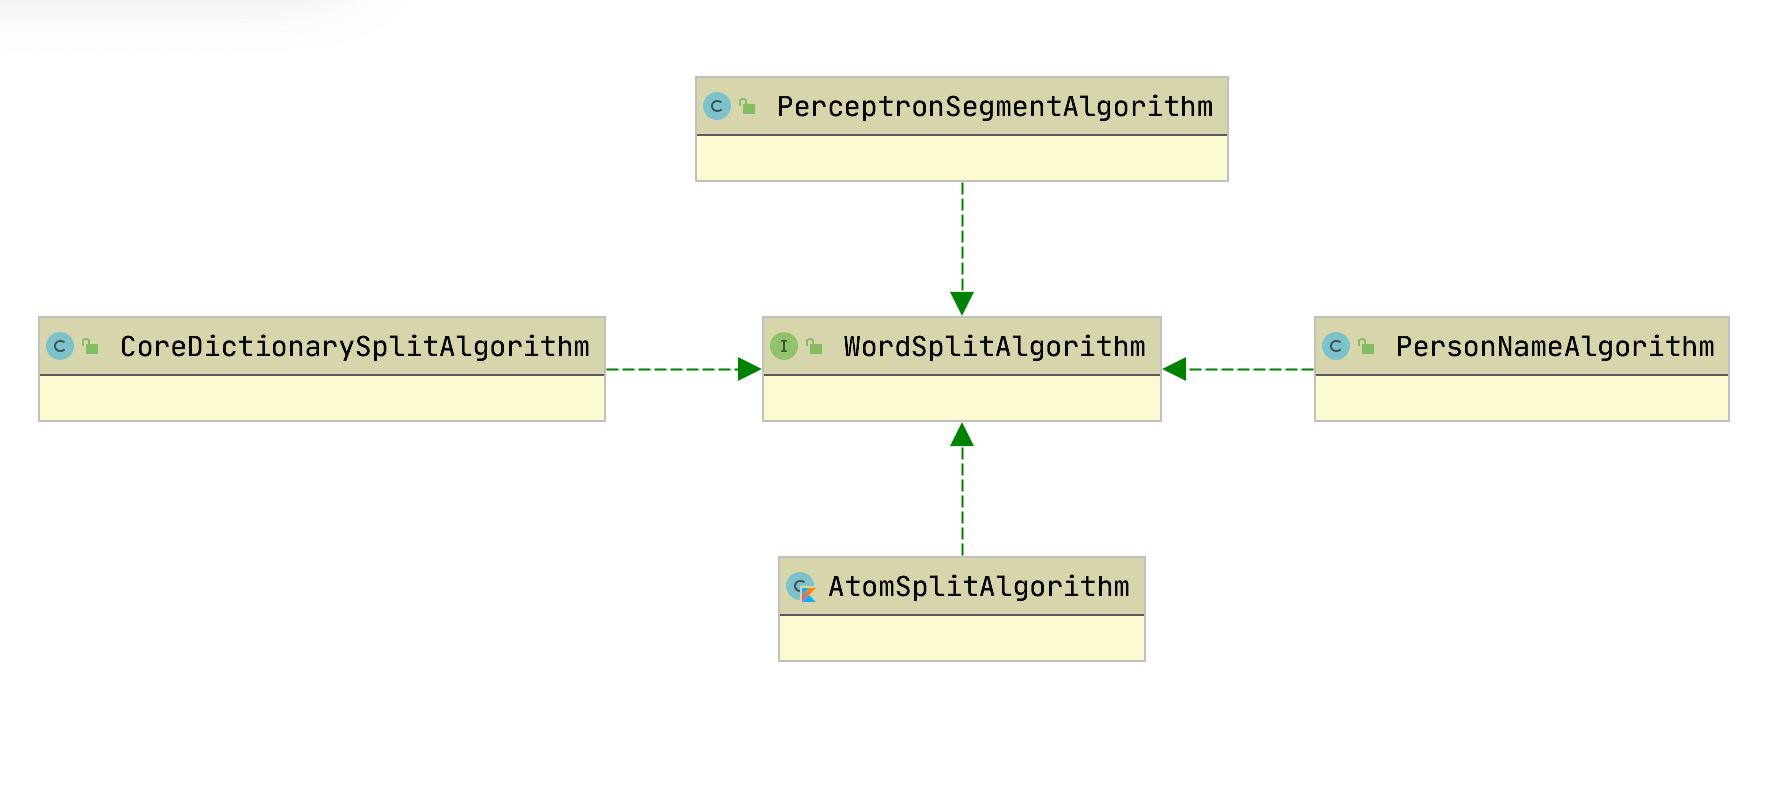 C PerceptronSegmentAlgorithm
C CoreDictionarySplitAlgorithm
I WordSplitAlgorithm
C PersonNameAlgorithm
C AtomSplitAlgorithm